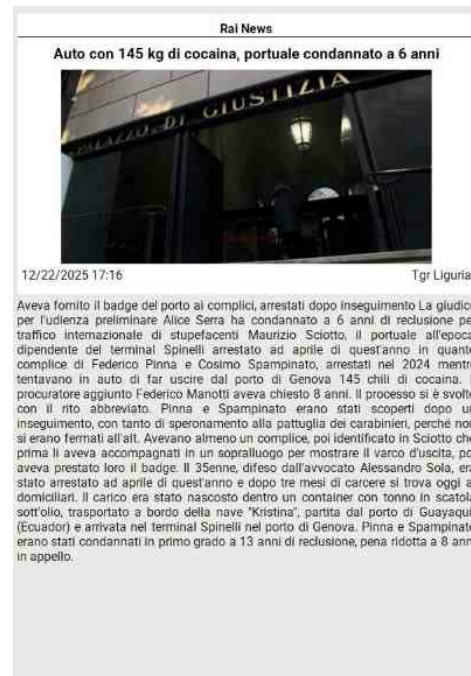 Rai News
Auto con 145 kg di cocaina, portuale condannato a 6 anni
PALAZZO DI GIUSTIZIA
12/22/2025 17:16
Tgr Liguria
Aveva fornito il badge del porto ai complici, arrestati dopo inseguimento La giudice
per l'udienza preliminare Alice Serra ha condannato a 6 anni di reclusione pe
traffico internazionale di stupefacenti Maurizio Sciotto, il portuale all'epoca
dipendente del terminal Spinelli arrestato ad aprile di quest'anno in quanto
complice di Federico Pinna e Cosimo Spampinato, arrestati nel 2024 mentre
tentavano in auto di far uscire dal porto di Genova 145 chili di cocaina. I
procuratore aggiunto Federico Manotti aveva chiesto 8 anni. Il processo si è svolto
con il rito abbreviato. Pinna e Spampinato erano stati scoperti dopo un
inseguimento, con tanto di speronamento alla pattuglia dei carabinieri, perché non
si erano fermati all'alt. Avevano almeno un complice, poi identificato in Sciotto che
prima li aveva accompagnati in un sopralluogo per mostrare il varco d'uscita, po
aveva prestato loro il badge. Il 35enne, difeso dall'avvocato Alessandro Sola, era
stato arrestato ad aprile di quest'anno e dopo tre mesi di carcere si trova oggi a
domiciliari. Il carico era stato nascosto dentro un container con tonno in scatola
sott'olio, trasportato a bordo della nave "Kristina", partita dal porto di Guayaqui
(Ecuador) e arrivata nel terminal Spinelli nel porto di Genova. Pinna e Spampinato
erano stati condannati in primo grado a 13 anni di reclusione, pena ridotta a 8 ann
in appello.